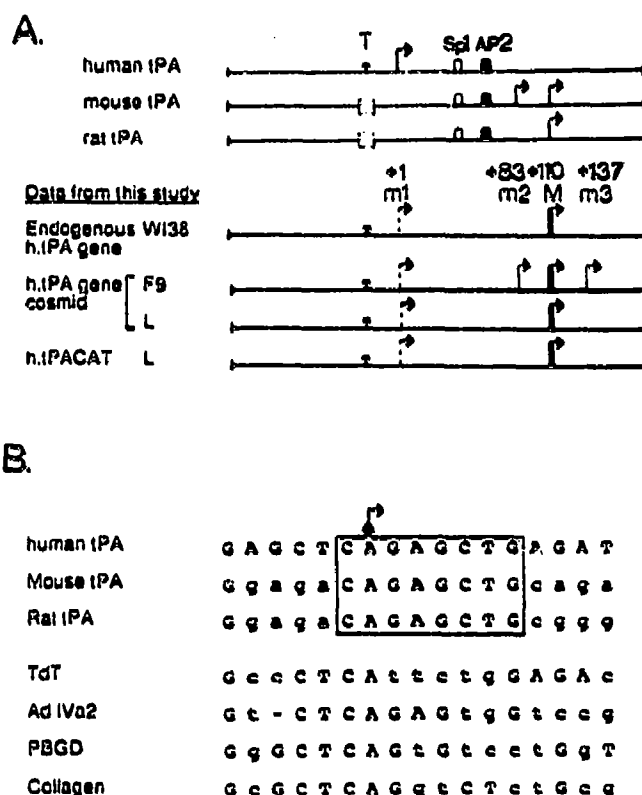 A.
T Sp1 AP2
human tPA
mouse tPA
rat tPA
+1 +83 +110 +137
Data from this study m1 m2 M m3
Endogenous WI38
h.tPA gene
h.tPA gene F9
cosmid
L
h.tPACAT L
B.
human tPA G A G C T C A G A G C T G A G A T
Mouse tPA G g a g a C A G A G C T G c a g a
Rat tPA G g a g a C A G A G C T G c g g g
TdT G c c C T C A t t c t g G A G A c
Ad IVa2 G t - C T C A G A G t g G t c c g
PBGD G g G C T C A G t G t c c t G g T
Collagen G c G C T C A G g t C T c t G c g